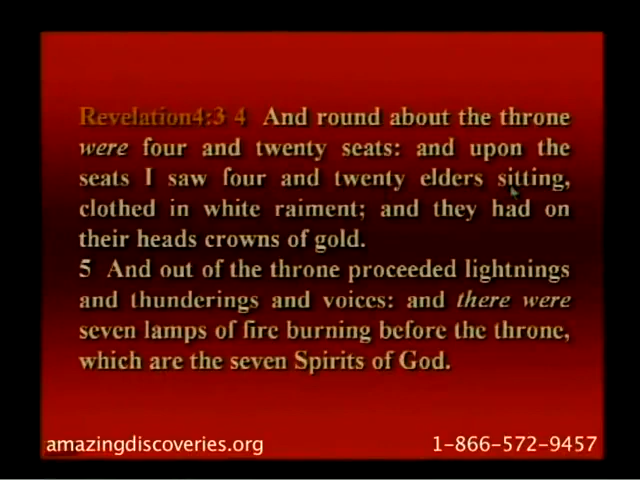 Revelation4:3 4 And round about the throne
were four and twenty seats: and upon the
seats I saw four and twenty elders sitting,
clothed in white raiment; and they had on
their heads crowns of gold.
5 And out of the throne proceeded lightnings
and thunderings and voices: and there were
seven lamps of fire burning before the throne,
which are the seven Spirits of God.
amazingdiscoveries.org
1-866-572-9457